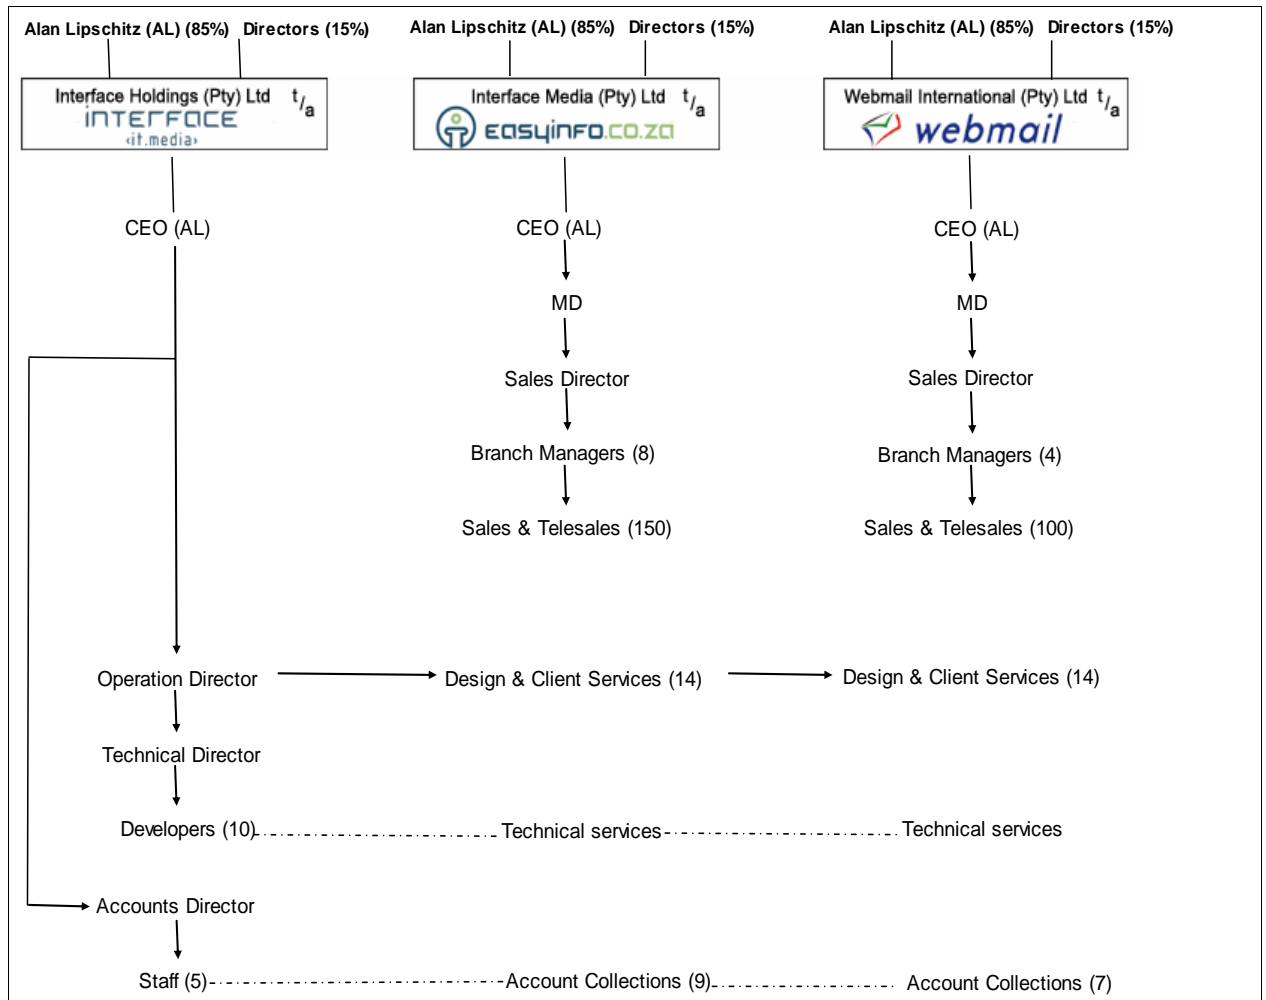 Alan Lipschitz (AL) (85%) Directors (15%)
Alan Lipschitz (AL) (85%) Directors (15%)
Alan Lipschitz (AL) (85%) Directors (15%)
Interface Holdings (Pty) Ltd t/a
INTERFACE
<it.media>
Interface Media (Pty) Ltd t/a
easyinfo.co.za
Webmail International (Pty) Ltd t/a
webmail
CEO (AL)
CEO (AL)
CEO (AL)
MD
MD
Sales Director
Sales Director
Branch Managers (8)
Branch Managers (4)
Sales & Telesales (150)
Sales & Telesales (100)
Operation Director
Design & Client Services (14)
Design & Client Services (14)
Technical Director
Developers (10)
Technical services
Technical services
Accounts Director
Staff (5)
Account Collections (9)
Account Collections (7)